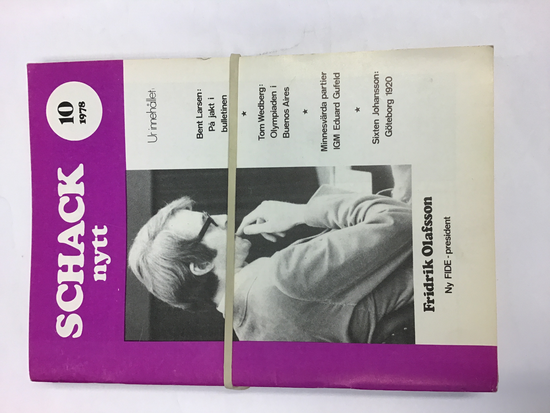 SCHACK
nytt
10
1978
Ur innehållet:
Bent Larsen:
På jakt i
bulletinen
★
Tom Wedberg:
Olympiaden i
Buenos Aires
★
Minnesvärda partier
IGM Eduard Gufeld
★
Sixten Johansson:
Göteborg 1920
Fridrik Olafsson
Ny FIDE-president